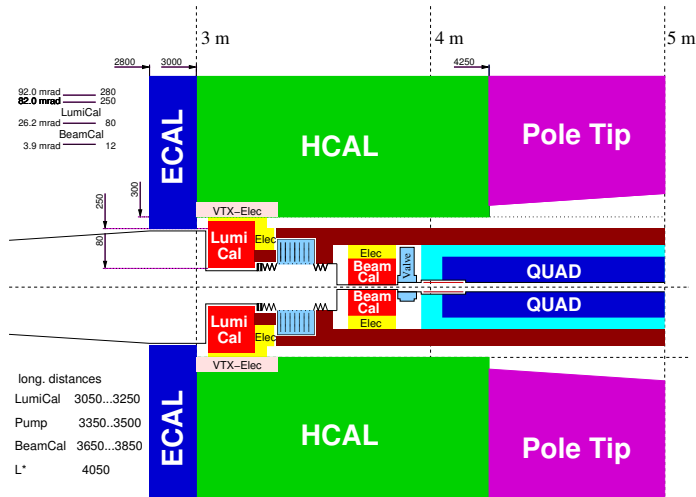 3 m
4 m
5 m
2800
3000
4250
92.0 mrad 280
82.0 mrad 250
LumiCal
26.2 mrad 80
BeamCal
3.9 mrad 12
ECAL
HCAL
Pole Tip
250
300
80
VTX-Elec
Lumi
Cal
Elec
Elec
Beam
Cal
Valve
QUAD
Beam
Cal
QUAD
Elec
Lumi
Cal
Elec
VTX-Elec
ECAL
HCAL
Pole Tip
long. distances
LumiCal 3050...3250
Pump 3350..3500
BeamCal 3650...3850
L* 4050